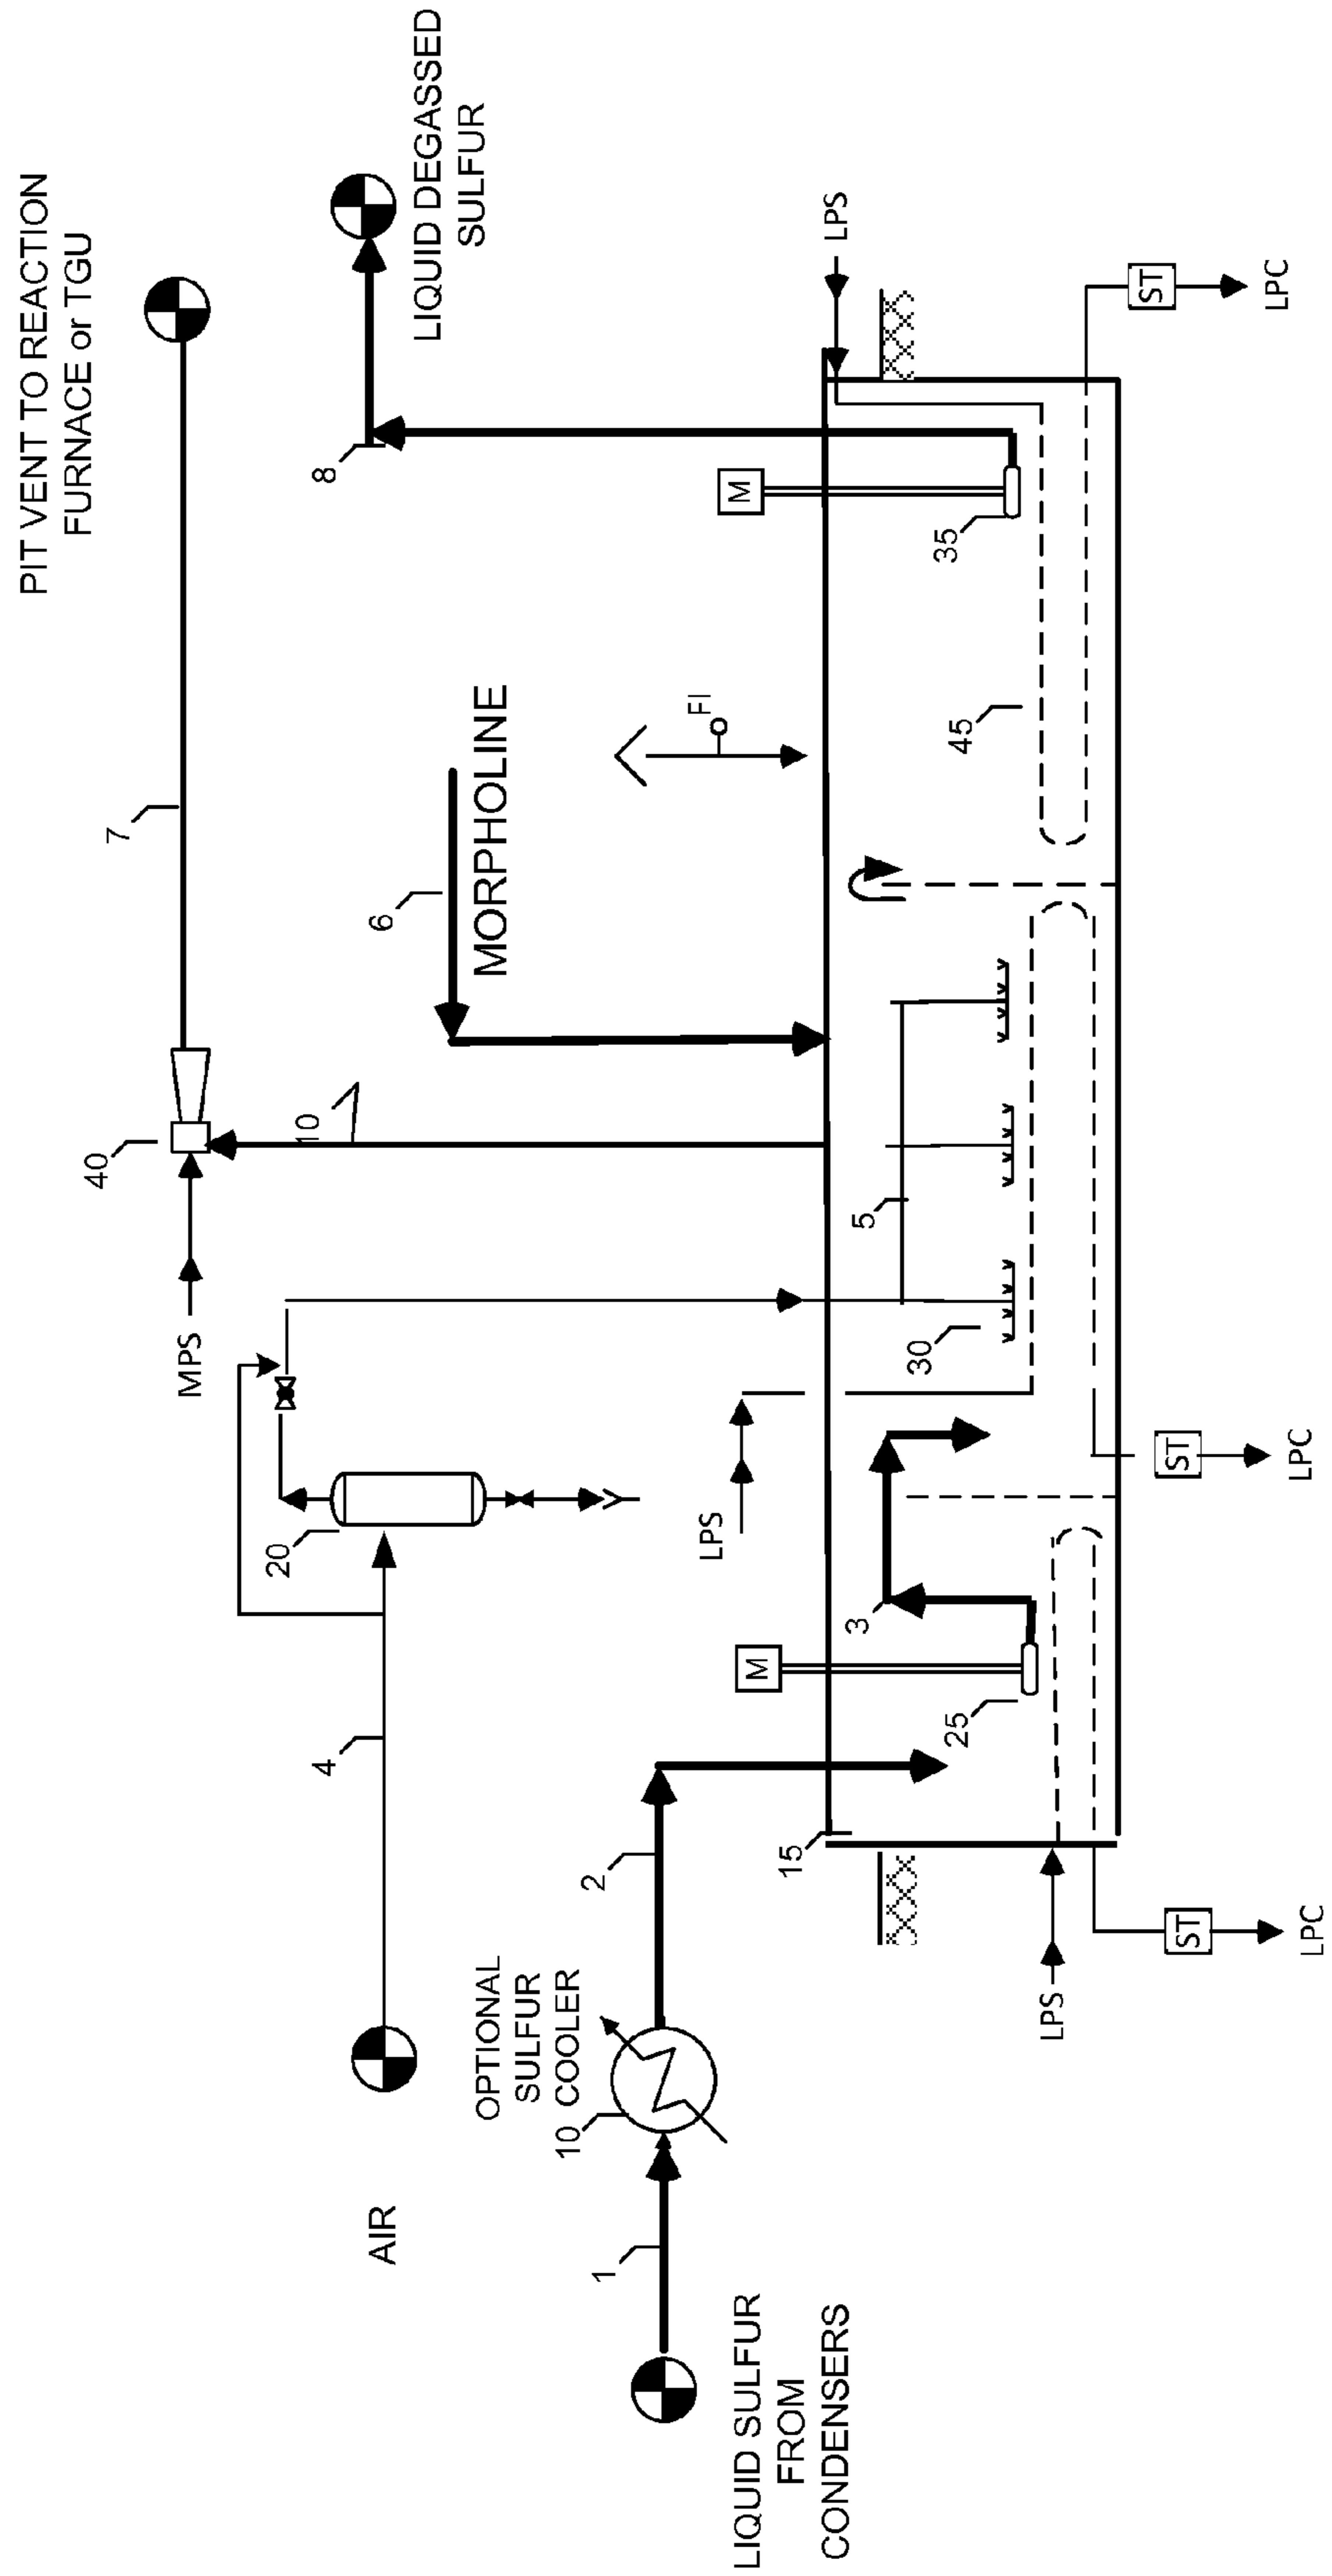 PIT VENT TO REACTION
FURNACE or TGU
7
40
MPS
10
8
LIQUID DEGASSED
SULFUR
6
MORPHOLINE
AIR
4
20
FI
LPS
M
35
45
5
30
LPS
3
M
25
OPTIONAL
SULFUR
COOLER
10
2
1
LIQUID SULFUR
FROM
CONDENSERS
15
LPS
ST
LPC
ST
LPC
ST
LPC